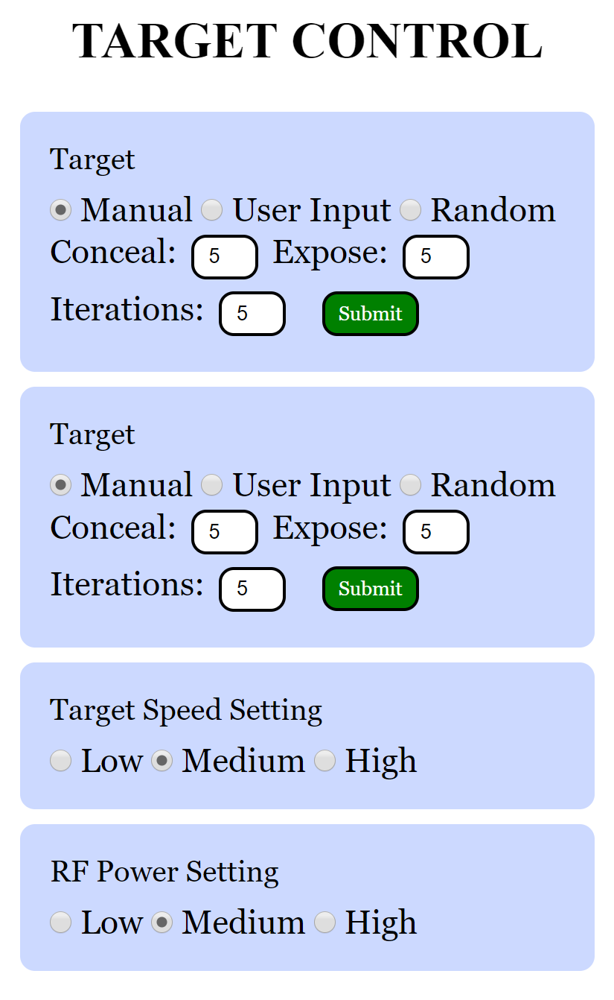 TARGET CONTROL
Target
Manual User Input Random
Conceal: 5 Expose: 5
Iterations: 5 Submit
Target
Manual User Input Random
Conceal: 5 Expose: 5
Iterations: 5 Submit
Target Speed Setting
Low Medium High
RF Power Setting
Low Medium High